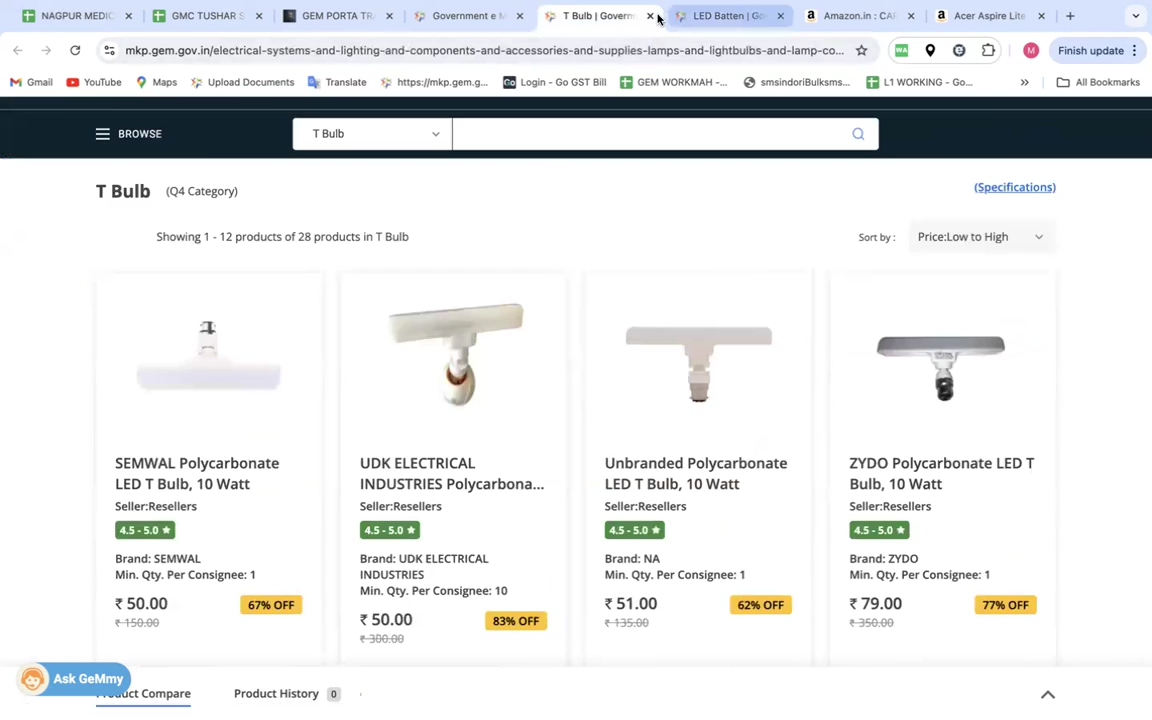 NAGPUR MEDIC
GMC TUSHAR S
GEM PORTA TR
Government e M
T Bulb | Govern
LED Batten | Go
Amazon.in : CAF
Acer Aspire Lite
mkp.gem.gov.in/electrical-systems-and-lighting-and-components-and-accessories-and-supplies-lamps-and-lightbulbs-and-lamp-co...
WA
M
Finish update
Gmail
YouTube
Maps
Upload Documents
Translate
https://mkp.gem.g...
Login - Go GST Bill
GEM WORKMAH -...
smsindoriBulksms...
L1 WORKING - Go...
»
All Bookmarks
BROWSE
T Bulb
T Bulb (Q4 Category)
(Specifications)
Showing 1 - 12 products of 28 products in T Bulb
Sort by :
Price:Low to High
SEMWAL Polycarbonate
LED T Bulb, 10 Watt
Seller:Resellers
4.5 - 5.0 ★
Brand: SEMWAL
Min. Qty. Per Consignee: 1
₹ 50.00
67% OFF
₹ 150.00
UDK ELECTRICAL
INDUSTRIES Polycarbona...
Seller:Resellers
4.5 - 5.0 ★
Brand: UDK ELECTRICAL
INDUSTRIES
Min. Qty. Per Consignee: 10
₹ 50.00
83% OFF
₹ 300.00
Unbranded Polycarbonate
LED T Bulb, 10 Watt
Seller:Resellers
4.5 - 5.0 ★
Brand: NA
Min. Qty. Per Consignee: 1
₹ 51.00
62% OFF
₹ 135.00
ZYDO Polycarbonate LED T
Bulb, 10 Watt
Seller:Resellers
4.5 - 5.0 ★
Brand: ZYDO
Min. Qty. Per Consignee: 1
₹ 79.00
77% OFF
₹ 350.00
Ask GeMmy
Compare
Product History 0